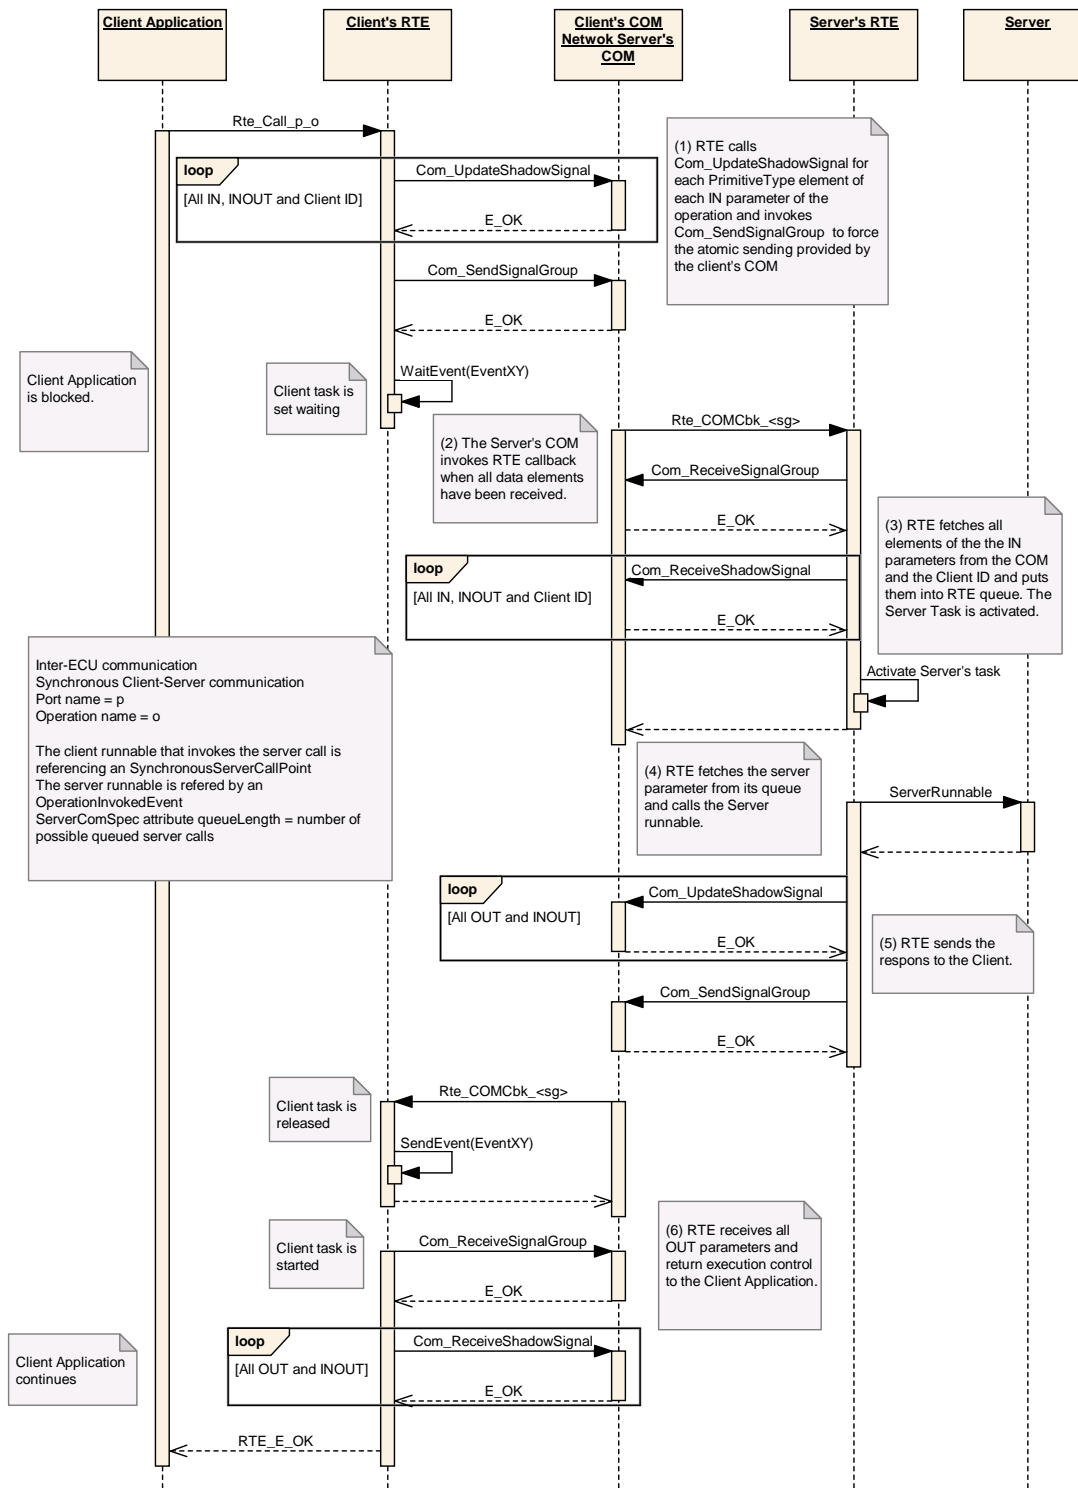 Client Application
Client's RTE
Client's COM
Netwok Server's
COM
Server's RTE
Server
Rte_Call_p_o
(1) RTE calls
Com_UpdateShadowSignal for
each PrimitiveType element of
each IN parameter of the
operation and invokes
Com_SendSignalGroup to force
the atomic sending provided by
the client's COM
loop
[All IN, INOUT and Client ID]
Com_UpdateShadowSignal
E_OK
Com_SendSignalGroup
E_OK
Client Application
is blocked.
Client task is
set waiting
WaitEvent(EventXY)
(2) The Server's COM
invokes RTE callback
when all data elements
have been received.
Rte_COMCbk_<sg>
Com_ReceiveSignalGroup
E_OK
(3) RTE fetches all
elements of the the IN
parameters from the COM
and the Client ID and puts
them into RTE queue. The
Server Task is activated.
loop
[All IN, INOUT and Client ID]
Com_ReceiveShadowSignal
E_OK
Inter-ECU communication
Synchronous Client-Server communication
Port name = p
Operation name = o
The client runnable that invokes the server call is
referencing an SynchronousServerCallPoint
The server runnable is refered by an
OperationInvokedEvent
ServerComSpec attribute queueLength = number of
possible queued server calls
Activate Server's task
(4) RTE fetches the server
parameter from its queue
and calls the Server
runnable.
ServerRunnable
loop
[All OUT and INOUT]
Com_UpdateShadowSignal
E_OK
(5) RTE sends the
respons to the Client.
Com_SendSignalGroup
E_OK
Client task is
released
Rte_COMCbk_<sg>
SendEvent(EventXY)
Client task is
started
Com_ReceiveSignalGroup
E_OK
(6) RTE receives all
OUT parameters and
return execution control
to the Client Application.
Client Application
continues
loop
[All OUT and INOUT]
Com_ReceiveShadowSignal
E_OK
RTE_E_OK